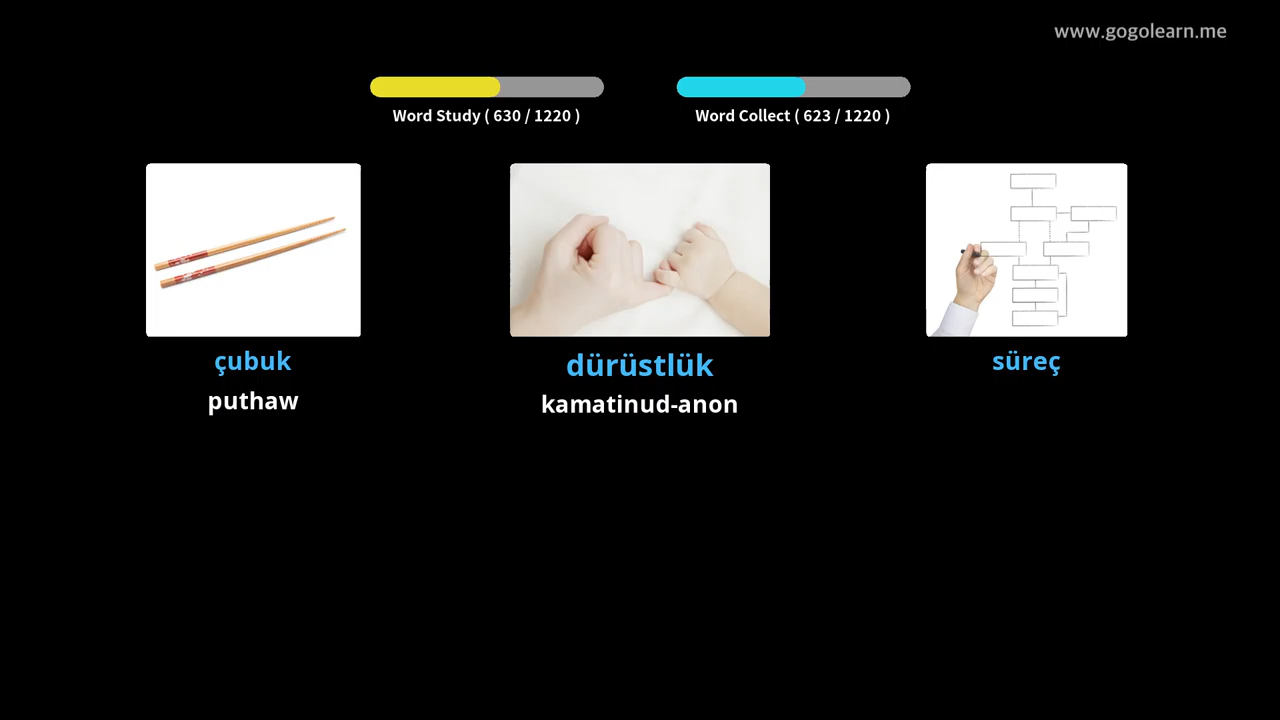 www.gogolearn.me
Word Study ( 630 / 1220 )
Word Collect ( 623 / 1220 )
çubuk
dürüstlük
süreç
puthaw
kamatinud-anon